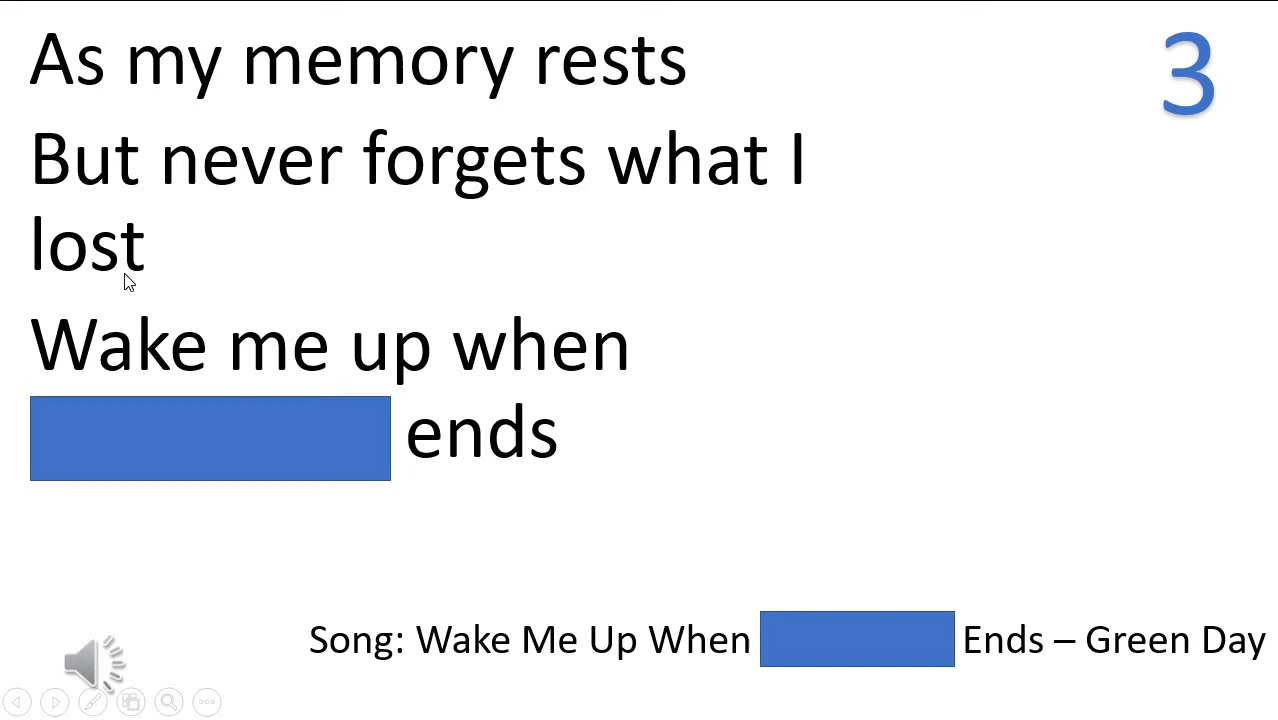 As my memory rests
3
But never forgets what I
lost
Wake me up when
ends
Song: Wake Me Up When Ends – Green Day